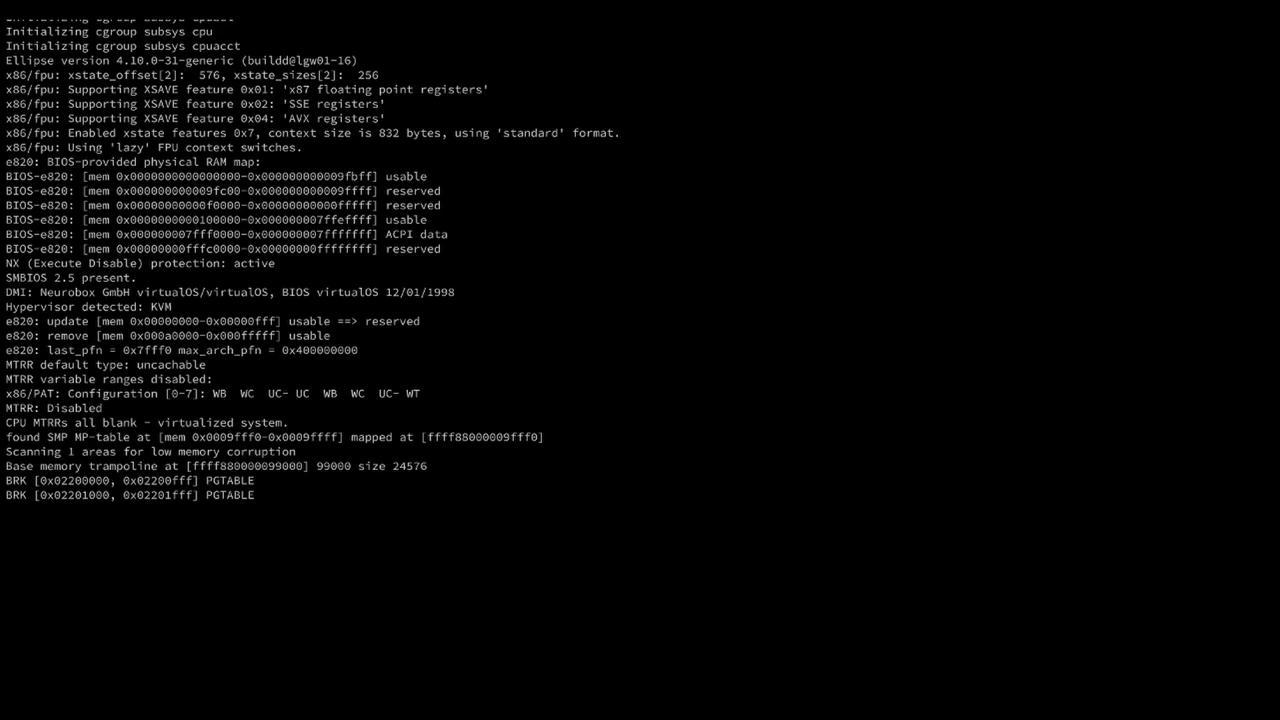 Initializing cgroup subsys cpuset
Initializing cgroup subsys cpu
Initializing cgroup subsys cpuacct
Ellipse version 4.10.0-31-generic (buildd@lgw01-16)
x86/fpu: xstate_offset[2]:  576, xstate_sizes[2]:  256
x86/fpu: Supporting XSAVE feature 0x01: 'x87 floating point registers'
x86/fpu: Supporting XSAVE feature 0x02: 'SSE registers'
x86/fpu: Supporting XSAVE feature 0x04: 'AVX registers'
x86/fpu: Enabled xstate features 0x7, context size is 832 bytes, using 'standard' format.
x86/fpu: Using 'lazy' FPU context switches.
e820: BIOS-provided physical RAM map:
BIOS-e820: [mem 0x0000000000000000-0x000000000009fbff] usable
BIOS-e820: [mem 0x000000000009fc00-0x000000000009ffff] reserved
BIOS-e820: [mem 0x00000000000f0000-0x00000000000fffff] reserved
BIOS-e820: [mem 0x0000000000100000-0x000000007ffeffff] usable
BIOS-e820: [mem 0x000000007fff0000-0x000000007fffffff] ACPI data
BIOS-e820: [mem 0x00000000fffc0000-0x00000000ffffffff] reserved
NX (Execute Disable) protection: active
SMBIOS 2.5 present.
DMI: Neurobox GmbH virtualOS/virtualOS, BIOS virtualOS 12/01/1998
Hypervisor detected: KVM
e820: update [mem 0x00000000-0x00000fff] usable ==> reserved
e820: remove [mem 0x000a0000-0x000fffff] usable
e820: last_pfn = 0x7fff0 max_arch_pfn = 0x400000000
MTRR default type: uncachable
MTRR variable ranges disabled:
x86/PAT: Configuration [0-7]: WB  WC  UC- UC  WB  WC  UC- WT
MTRR: Disabled
CPU MTRRs all blank - virtualized system.
found SMP MP-table at [mem 0x0009fff0-0x0009ffff] mapped at [ffff88000009fff0]
Scanning 1 areas for low memory corruption
Base memory trampoline at [ffff880000099000] 99000 size 24576
BRK [0x02200000, 0x02200fff] PGTABLE
BRK [0x02201000, 0x02201fff] PGTABLE